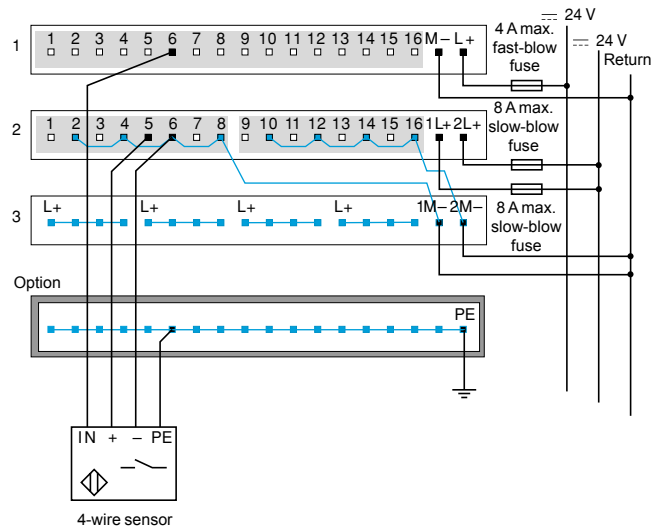 24 V
1 1 2 3 4 5 6 7 8 9 10 11 12 13 14 15 16 M– L+
4 A max.
fast-blow
fuse
24 V
Return
2 1 2 3 4 5 6 7 8 9 10 11 12 13 14 15 16 1L+ 2L+
8 A max.
slow-blow
fuse
3 L+ L+ L+ L+ 1M– 2M–
8 A max.
slow-blow
fuse
Option
PE
IN + – PE
4-wire sensor